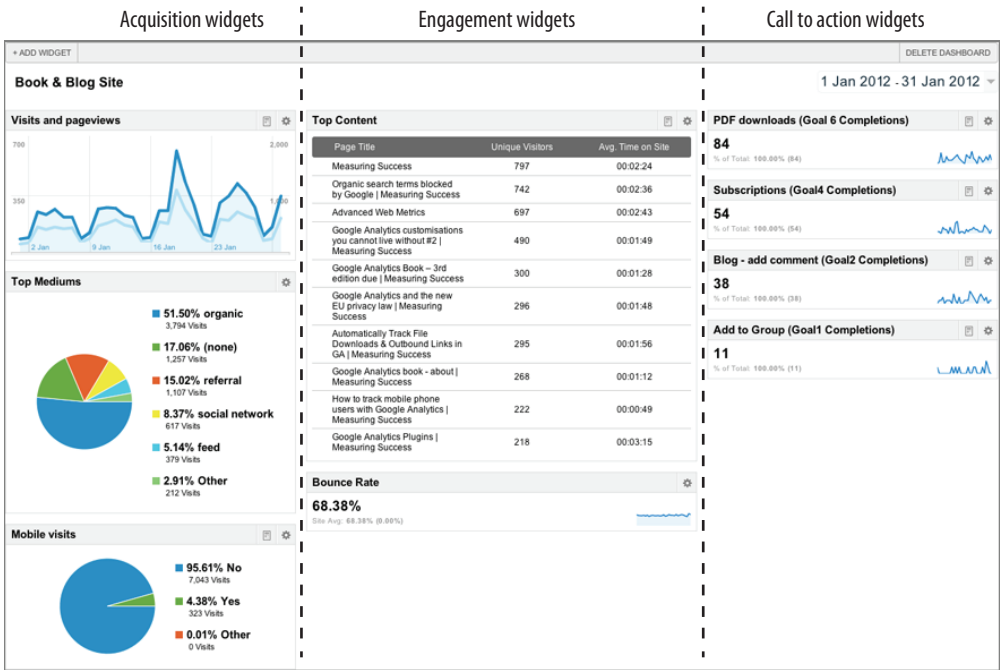 Acquisition widgets
Engagement widgets
Call to action widgets
+ ADD WIDGET
DELETE DASHBOARD
Book & Blog Site
1 Jan 2012 - 31 Jan 2012
Visits and pageviews
700
2,000
350
1,000
2 Jan
9 Jan
16 Jan
23 Jan
Top Mediums
51.50% organic
3,794 Visits
17.06% (none)
1,257 Visits
15.02% referral
1,107 Visits
8.37% social network
617 Visits
5.14% feed
379 Visits
2.91% Other
212 Visits
Mobile visits
95.61% No
7,043 Visits
4.38% Yes
323 Visits
0.01% Other
0 Visits
Top Content
Page Title Unique Visitors Avg. Time on Site
Measuring Success 797 00:02:24
Organic search terms blocked
by Google | Measuring Success 742 00:02:36
Advanced Web Metrics 697 00:02:43
Google Analytics customisations
you cannot live without #2 | 490 00:01:49
Measuring Success
Google Analytics Book – 3rd
edition due | Measuring Success 300 00:01:28
Google Analytics and the new
EU privacy law | Measuring 296 00:01:48
Success
Automatically Track File
Downloads & Outbound Links in 295 00:01:56
GA | Measuring Success
Google Analytics book - about |
Measuring Success 268 00:01:12
How to track mobile phone
users with Google Analytics | 222 00:00:49
Measuring Success
Google Analytics Plugins |
Measuring Success 218 00:03:15
Bounce Rate
68.38%
Site Avg: 68.38% (0.00%)
PDF downloads (Goal 6 Completions)
84
% of Total: 100.00% (84)
Subscriptions (Goal4 Completions)
54
% of Total: 100.00% (54)
Blog - add comment (Goal2 Completions)
38
% of Total: 100.00% (38)
Add to Group (Goal1 Completions)
11
% of Total: 100.00% (11)